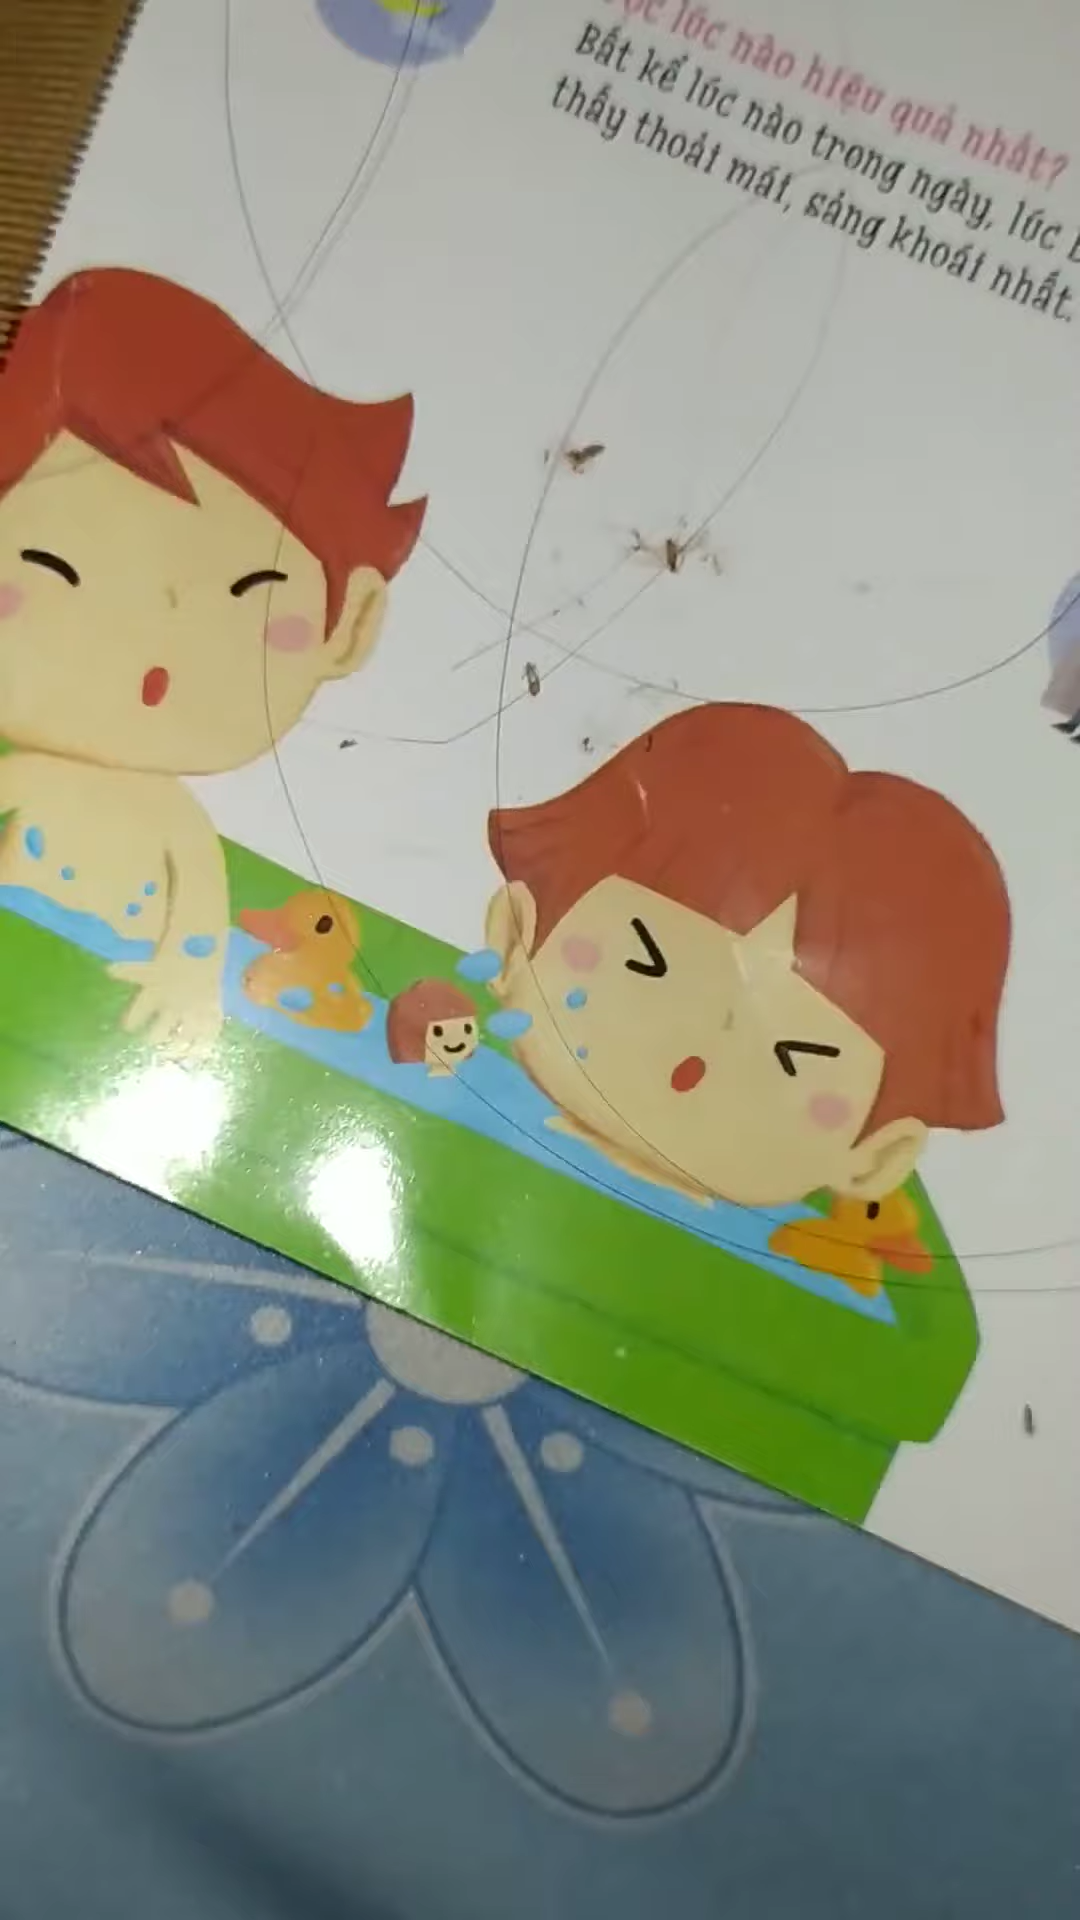 lúc nào hiệu quả nhất?
Bất kể lúc nào trong ngày, lúc
thấy thoải mái, sảng khoái nhất.